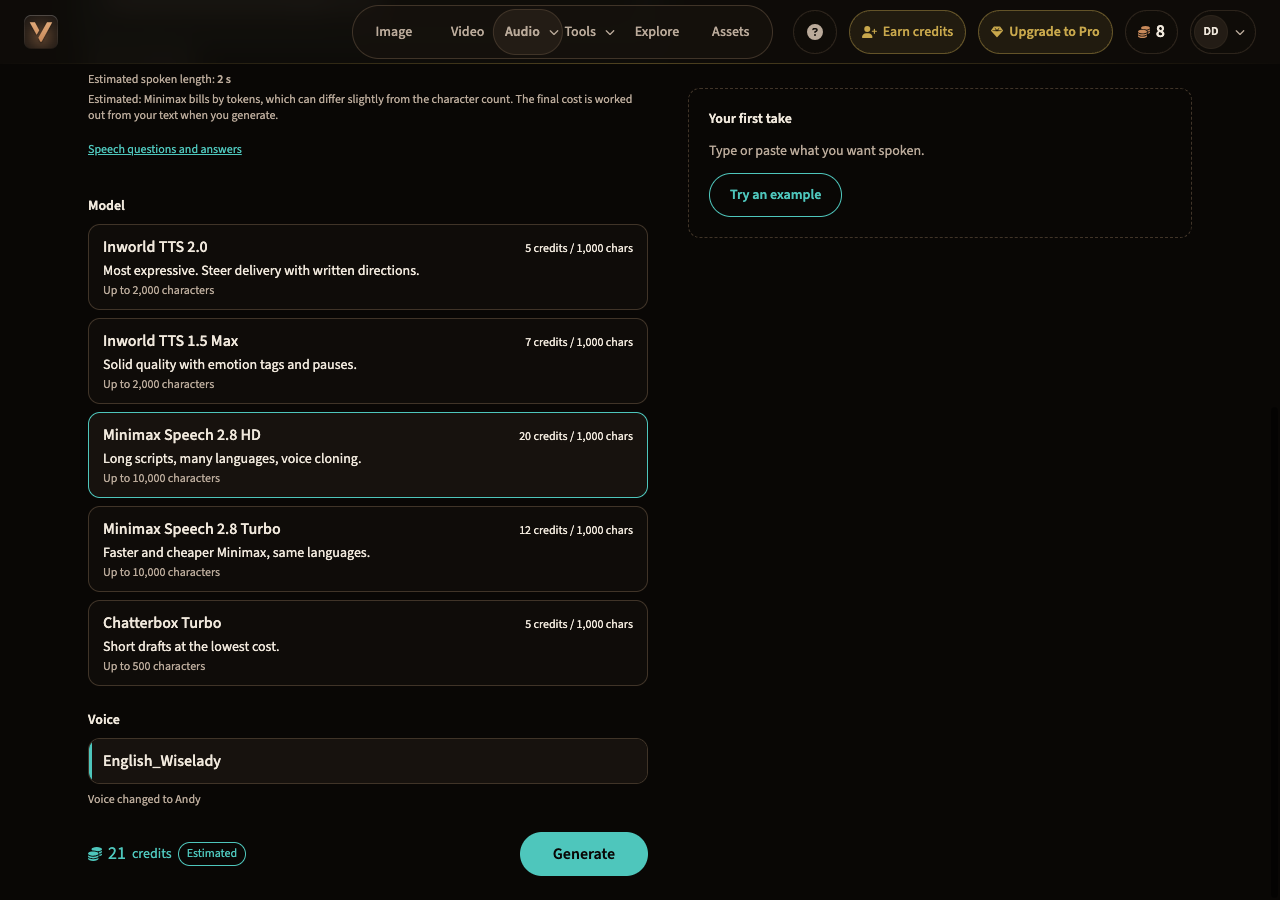 Image
Video
Audio
Tools
Explore
Assets
?
Earn credits
Upgrade to Pro
8
DD
Estimated spoken length: 2 s
Estimated: Minimax bills by tokens, which can differ slightly from the character count. The final cost is worked
out from your text when you generate.
Speech questions and answers
Model
Inworld TTS 2.0
5 credits / 1,000 chars
Most expressive. Steer delivery with written directions.
Up to 2,000 characters
Inworld TTS 1.5 Max
7 credits / 1,000 chars
Solid quality with emotion tags and pauses.
Up to 2,000 characters
Minimax Speech 2.8 HD
20 credits / 1,000 chars
Long scripts, many languages, voice cloning.
Up to 10,000 characters
Minimax Speech 2.8 Turbo
12 credits / 1,000 chars
Faster and cheaper Minimax, same languages.
Up to 10,000 characters
Chatterbox Turbo
5 credits / 1,000 chars
Short drafts at the lowest cost.
Up to 500 characters
Voice
English_Wiselady
Voice changed to Andy
21 credits
Estimated
Generate
Your first take
Type or paste what you want spoken.
Try an example